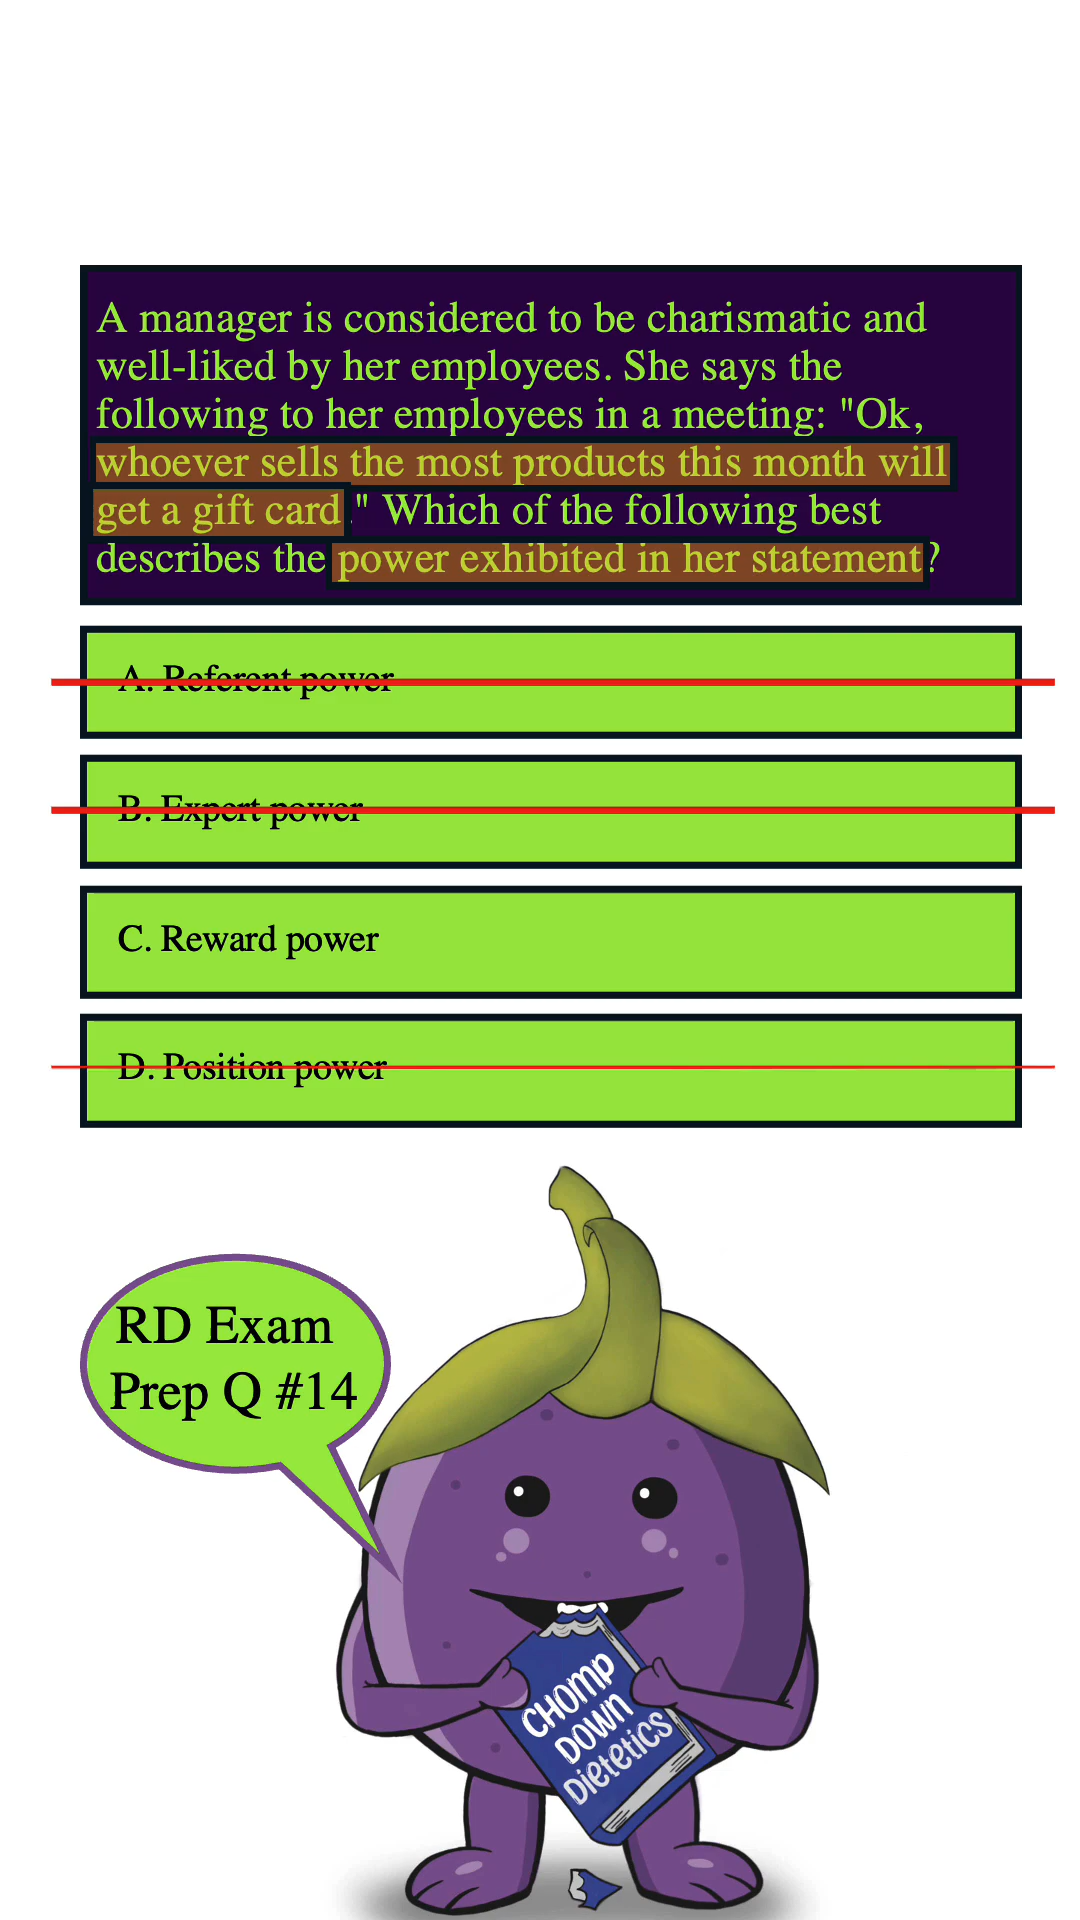 A manager is considered to be charismatic and
well-liked by her employees. She says the
following to her employees in a meeting: "Ok,
whoever sells the most products this month will
get a gift card." Which of the following best
describes the power exhibited in her statement?
A. Referent power
B. Expert power
C. Reward power
D. Position power
RD Exam
Prep Q #14
CHOMP
DOWN
Dietetics